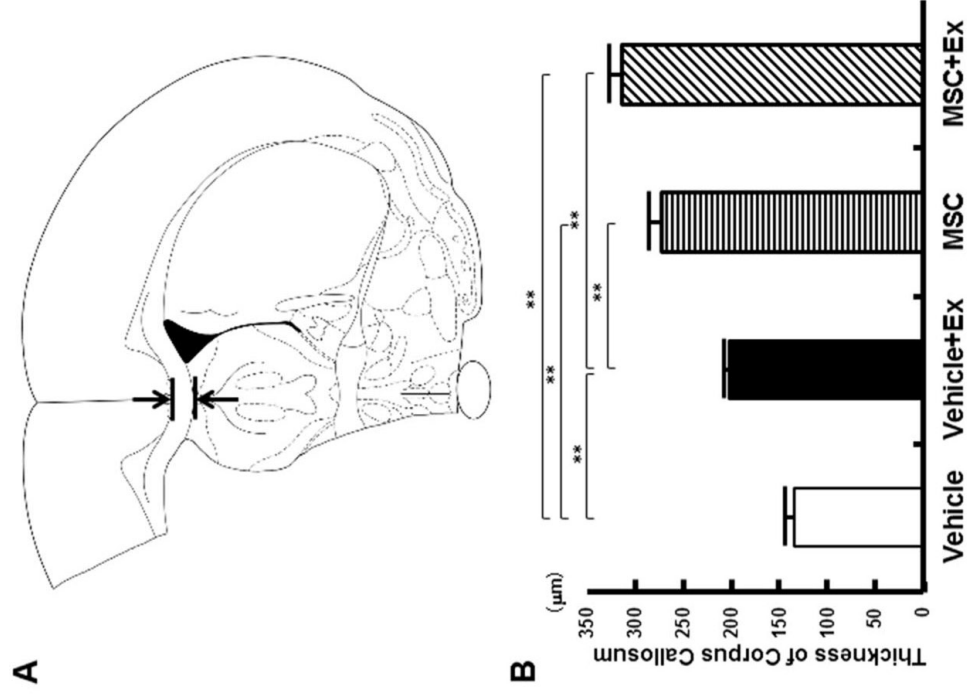 A
B
(μm)
350
300
250
200
150
100
50
0
Thickness of Corpus Callosum
**
**
**
**
**
Vehicle
Vehicle+Ex
MSC
MSC+Ex